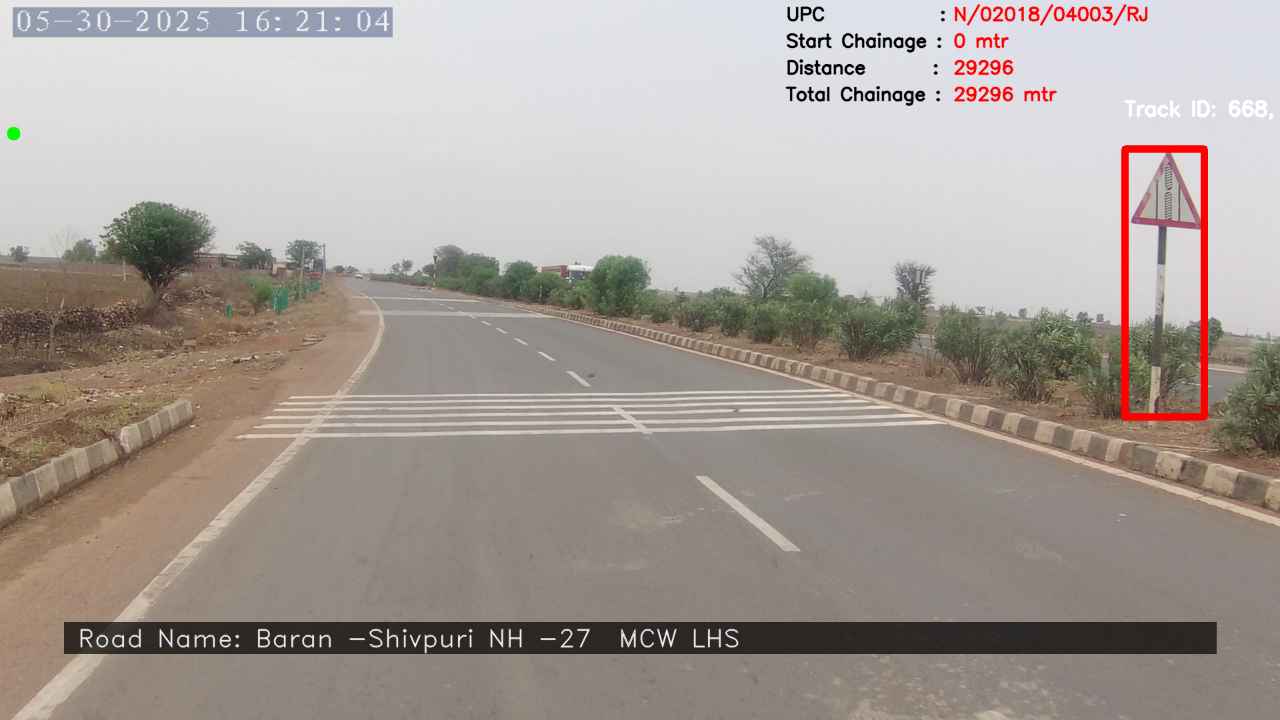 05-30-2025 16:21:04
UPC : N/02018/04003/RJ
Start Chainage : 0 mtr
Distance : 29296
Total Chainage : 29296 mtr
Track ID: 668,
Road Name: Baran -Shivpuri NH -27 MCW LHS